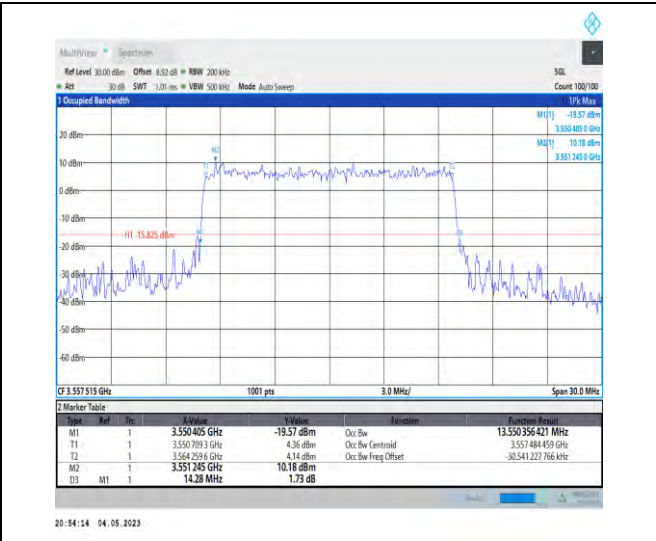 MultiView Spectrum
Ref Level 30.00 dBm Offset 8.92 dB RBW 200 kHz SGL
Att 30 dB SWT 1.01 ms VBW 500 kHz Mode Auto Sweep Count 100/100
1 Occupied Bandwidth 1Pk Max
M1[1] -19.57 dBm
3.550 405 0 GHz
M2[1] 10.18 dBm
3.551 245 0 GHz
20 dBm
M2
10 dBm
T1 T2
0 dBm
-10 dBm
H1 -15.825 dBm
-20 dBm
-30 dBm
-40 dBm
-50 dBm
-60 dBm
CF 3.557 515 GHz 1001 pts 3.0 MHz/ Span 30.0 MHz
2 Marker Table
Type Ref Trc X-Value Y-Value Function Function Result
M1 1 3.550 405 GHz -19.57 dBm Occ Bw 13.550 356 421 MHz
T1 1 3.550 709 3 GHz 4.36 dBm Occ Bw Centroid 3.557 484 459 GHz
T2 1 3.564 259 6 GHz 4.14 dBm Occ Bw Freq Offset -30.541 227 766 kHz
M2 1 3.551 245 GHz 10.18 dBm
D3 M1 1 14.28 MHz 1.73 dB
20:54:14 04.05.2023